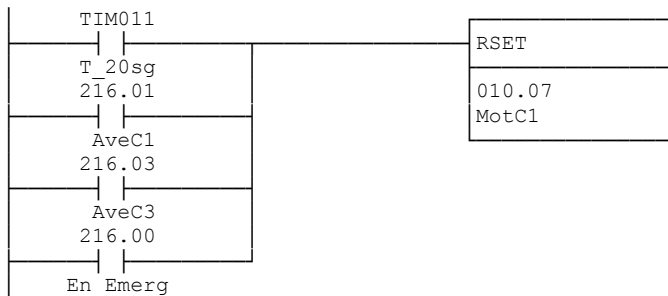 TIM011
RSET
T_20sg
216.01
010.07
MotC1
AveC1
216.03
AveC3
216.00
En Emerg